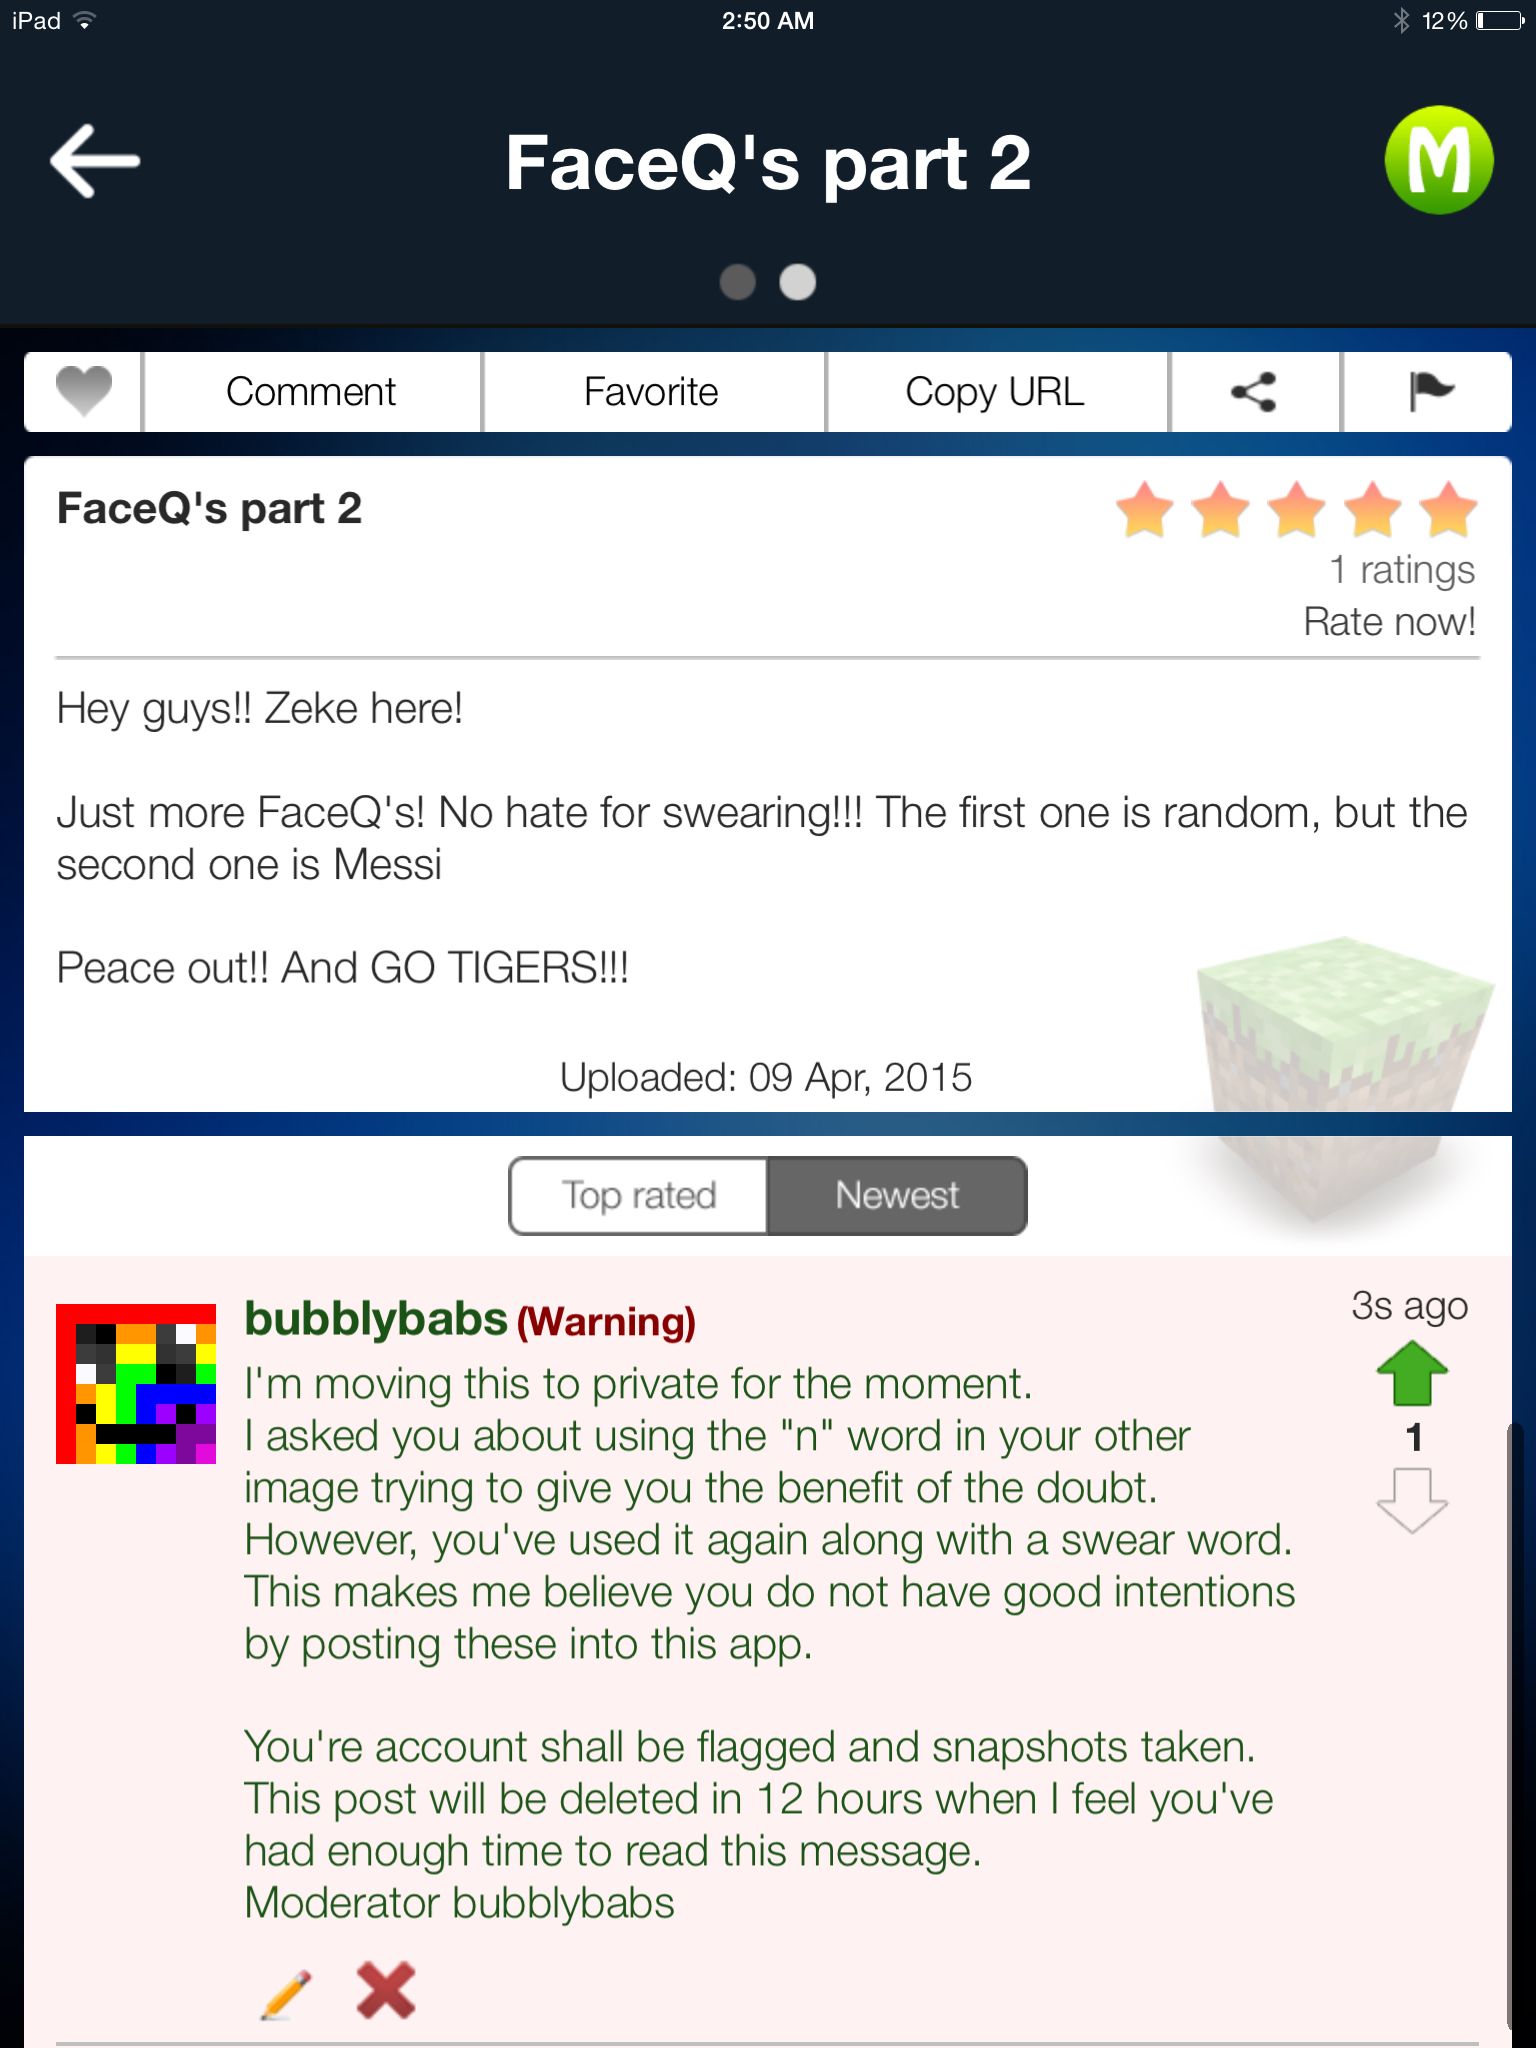 iPad 2:50 AM 12%
FaceQ's part 2
M
Comment Favorite Copy URL
FaceQ's part 2
1 ratings
Rate now!
Hey guys!! Zeke here!
Just more FaceQ's! No hate for swearing!!! The first one is random, but the
second one is Messi
Peace out!! And GO TIGERS!!!
Uploaded: 09 Apr, 2015
Top rated Newest
bubblybabs (Warning) 3s ago
I'm moving this to private for the moment.
I asked you about using the "n" word in your other
1
image trying to give you the benefit of the doubt.
However, you've used it again along with a swear word.
This makes me believe you do not have good intentions
by posting these into this app.
You're account shall be flagged and snapshots taken.
This post will be deleted in 12 hours when I feel you've
had enough time to read this message.
Moderator bubblybabs